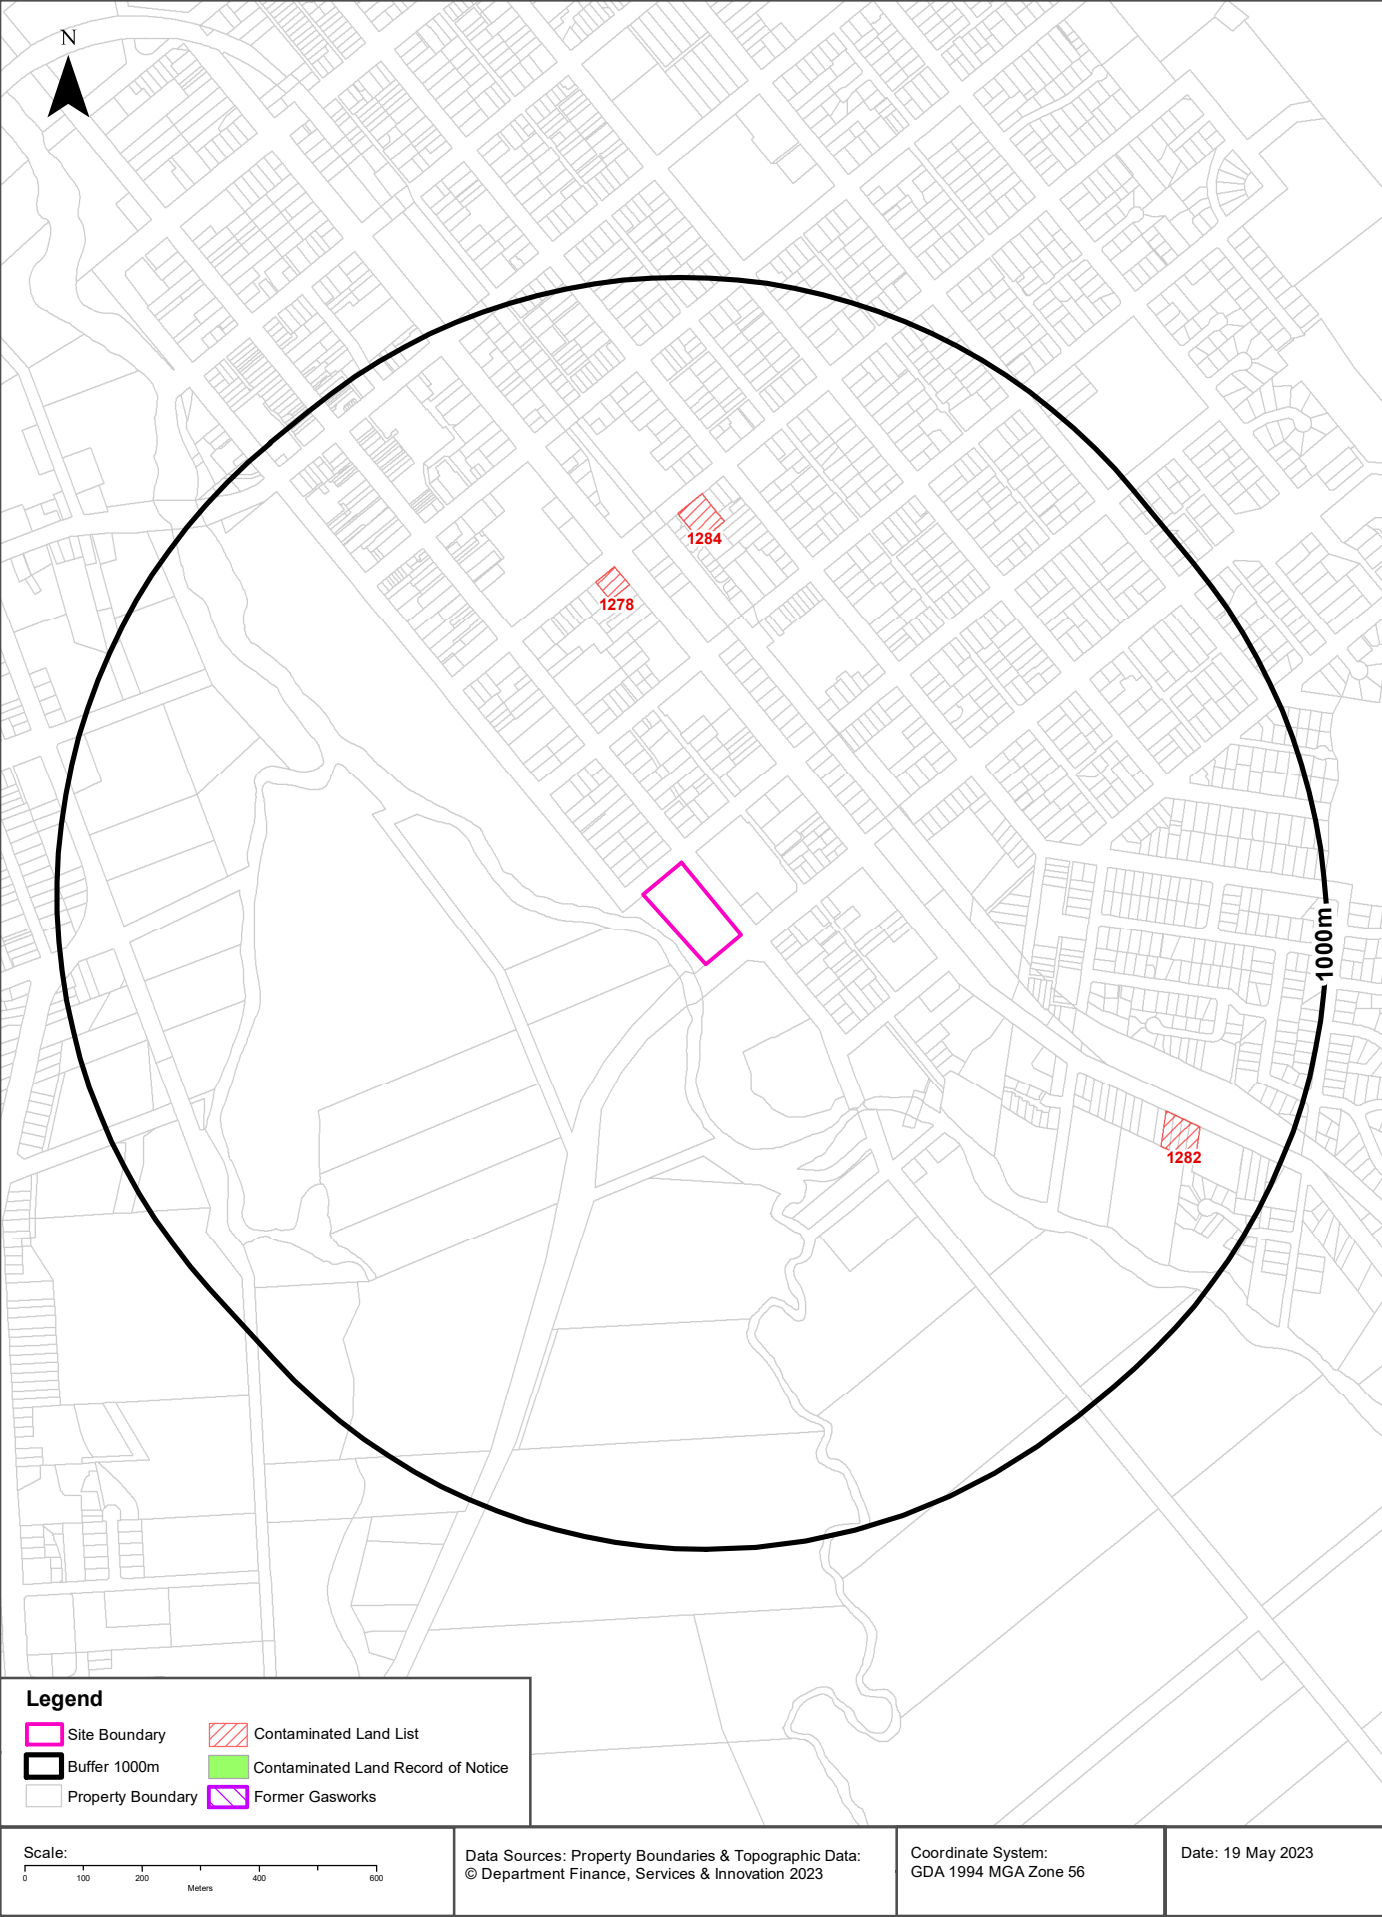 N
1284
1278
1000m
1282
Legend
Site Boundary
Contaminated Land List
Buffer 1000m
Contaminated Land Record of Notice
Property Boundary
Former Gasworks
Scale:
0 100 200 400 600
Meters
Data Sources: Property Boundaries & Topographic Data:
© Department Finance, Services & Innovation 2023
Coordinate System:
GDA 1994 MGA Zone 56
Date: 19 May 2023